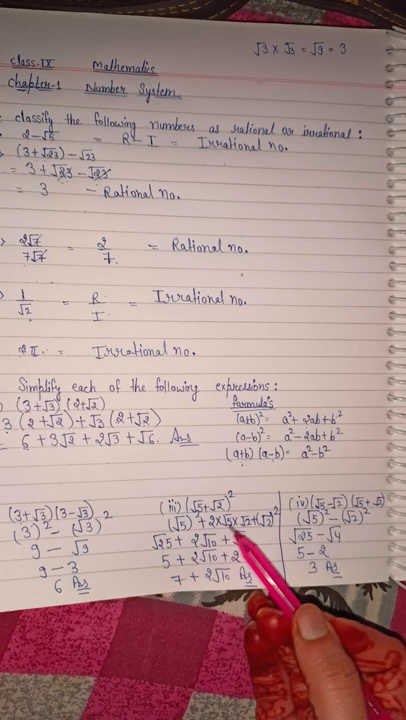 √3 × √3 = √9 = 3
Class-IX Mathematics
Chapter-1 Number System
classify the following numbers as rational or irrational:
2-√5 = R-I = Irrational no.
(3+√23) - √23
= 3 + √23 - √23
= 3 - Rational no.
2√7/7√7 = 2/7. = Rational no.
1/√2 = R/I = Irrational no.
2π = Irrational no.
Simplify each of the following expressions:
(3+√3) (2+√2) formula's
3(2+√2) + √3(2+√2) (a+b)² = a²+2ab+b²
6+3√2+2√3+√6. Ans (a-b)² = a²-2ab+b²
(a+b) (a-b) = a²-b²
(3+√3)(3-√3)
(3)² - (√3)²
9 - √9
9 - 3
6 Ans
(iii) (√5+√2)²
(√5)² + 2×√5×√2+(√2)²
√25 + 2√10 +
5 + 2√10 + 2
7 + 2√10 Ans
(iv) (√5-√2) (√5+√2)
(√5)² - (√2)²
√25 - √4
5 - 2
3 Ans